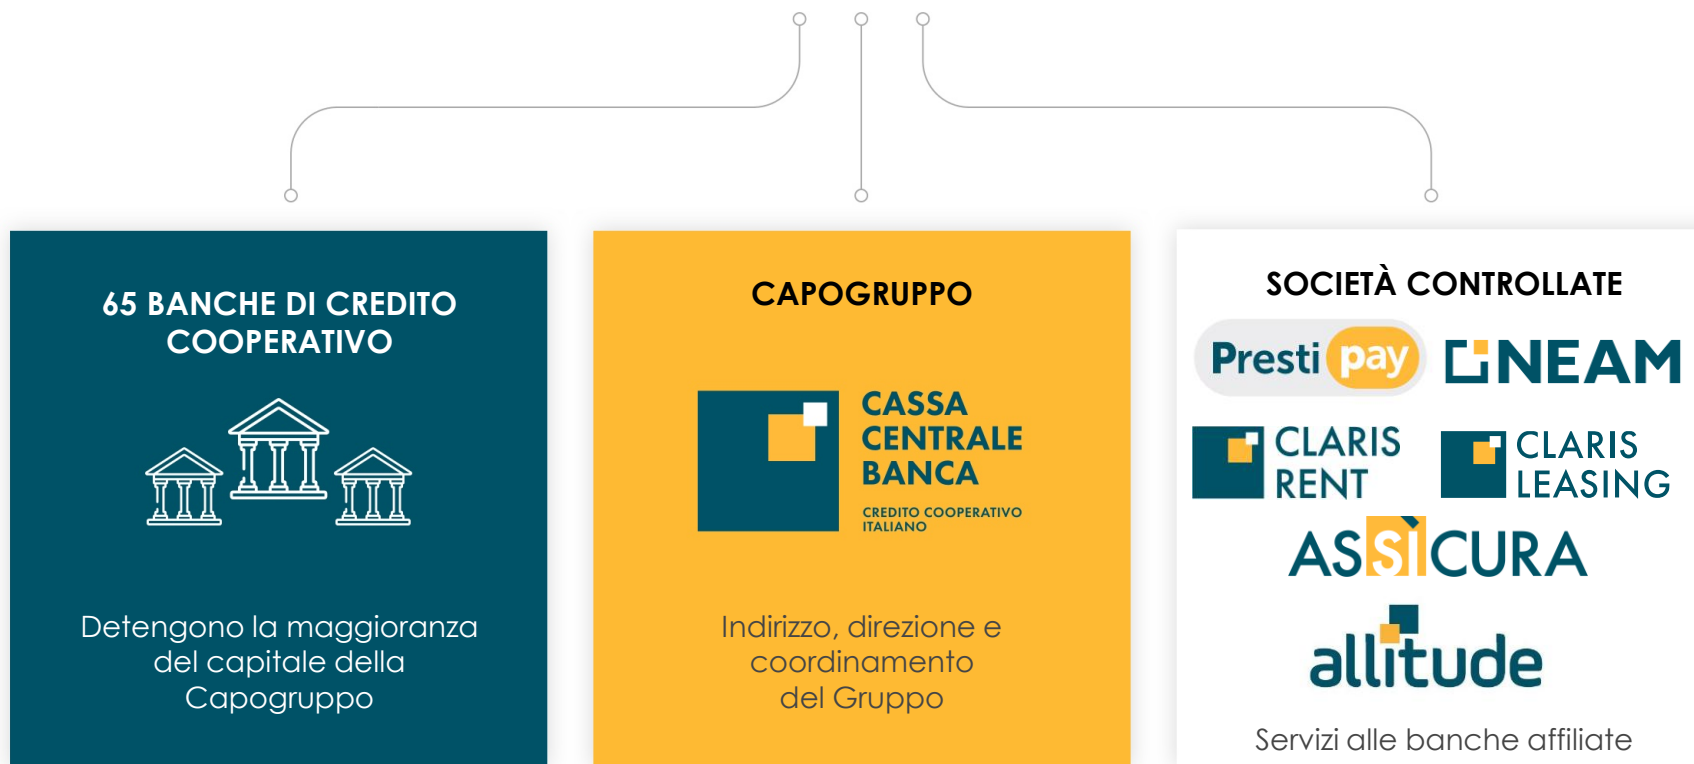 65 BANCHE DI CREDITO
COOPERATIVO
Detengono la maggioranza
del capitale della
Capogruppo
CAPOGRUPPO
CASSA
CENTRALE
BANCA
CREDITO COOPERATIVO
ITALIANO
Indirizzo, direzione e
coordinamento
del Gruppo
SOCIETÀ CONTROLLATE
Presti pay
NEAM
CLARIS
RENT
CLARIS
LEASING
ASSÌCURA
allitude
Servizi alle banche affiliate